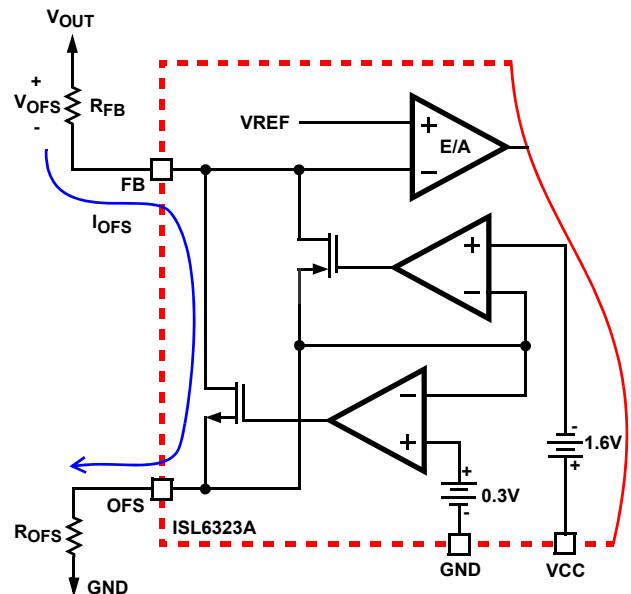 VOUT
+
VOFS
-
RFB
VREF
+
E/A
−
FB
IOFS
+
−
−
+
-
1.6V
+
+
0.3V
-
OFS
ISL6323A
ROFS
GND
GND
VCC